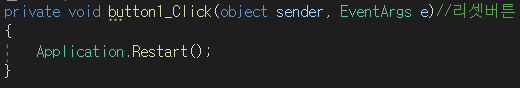 private void button1_Click(object sender, EventArgs e)//리셋버튼
{
    Application.Restart();
}